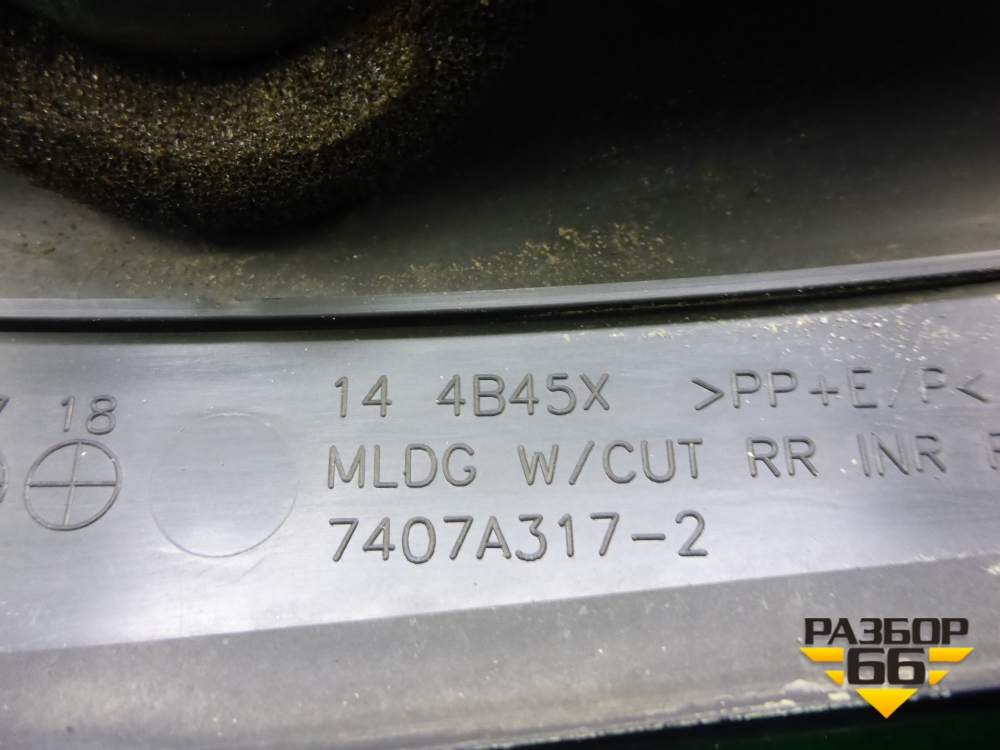 18
14 4B45X >PP+E/P<
MLDG W/CUT RR INR
7407A317-2
РАЗБОР
66